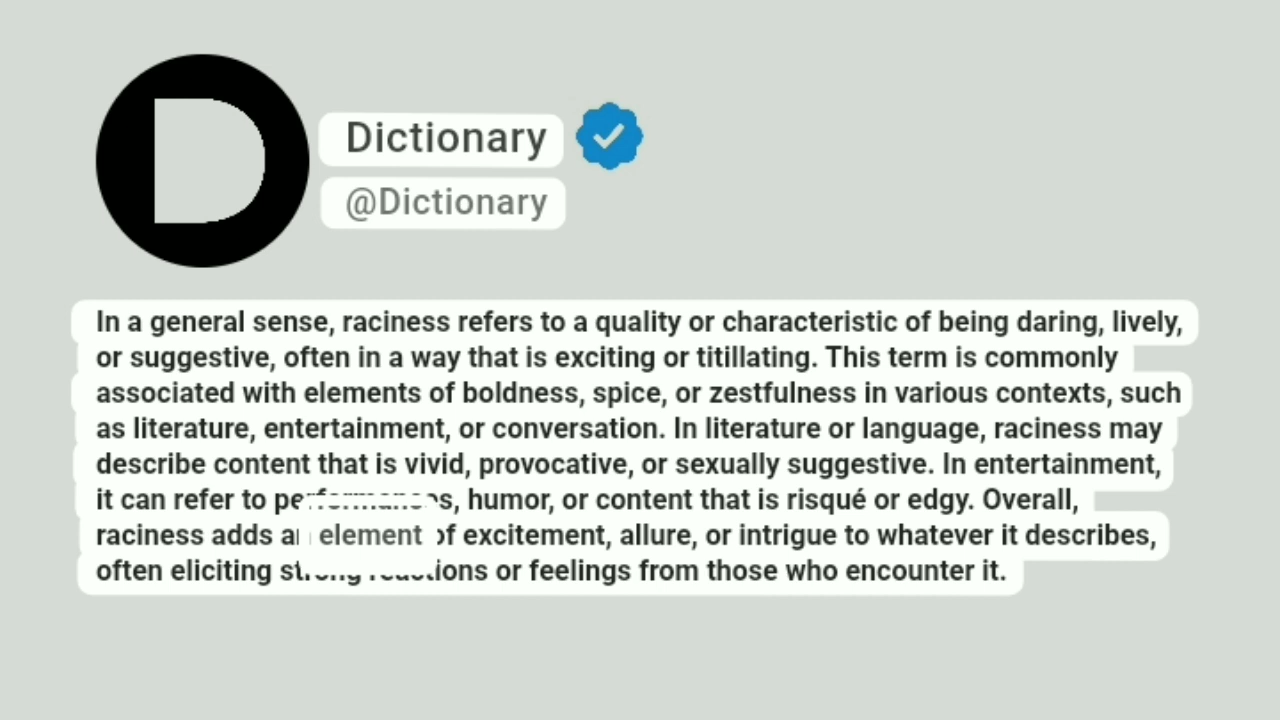 D
Dictionary
@Dictionary
In a general sense, raciness refers to a quality or characteristic of being daring, lively,
or suggestive, often in a way that is exciting or titillating. This term is commonly
associated with elements of boldness, spice, or zestfulness in various contexts, such
as literature, entertainment, or conversation. In literature or language, raciness may
describe content that is vivid, provocative, or sexually suggestive. In entertainment,
it can refer to performances, humor, or content that is risqué or edgy. Overall,
raciness adds an element of excitement, allure, or intrigue to whatever it describes,
often eliciting strong reactions or feelings from those who encounter it.